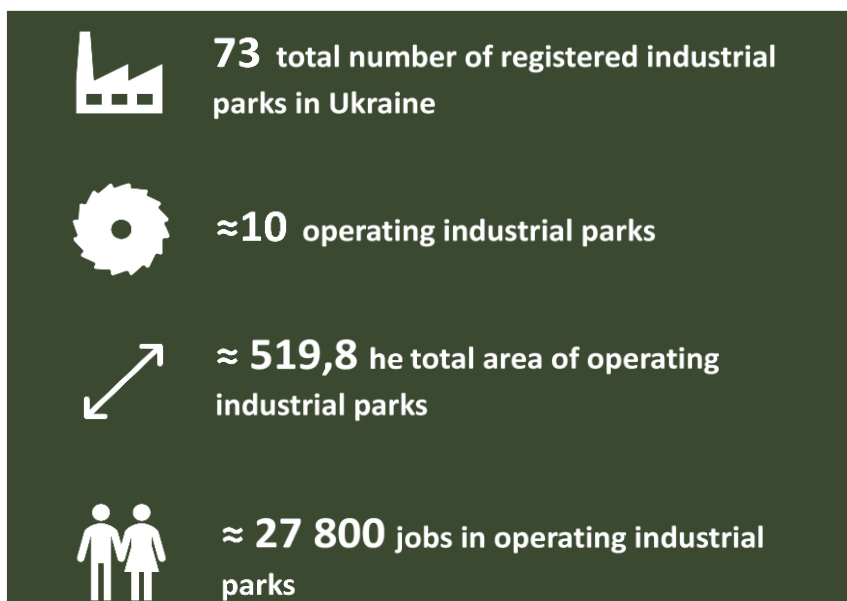 73 total number of registered industrial
parks in Ukraine
≈10 operating industrial parks
≈ 519,8 he total area of operating
industrial parks
≈ 27 800 jobs in operating industrial
parks